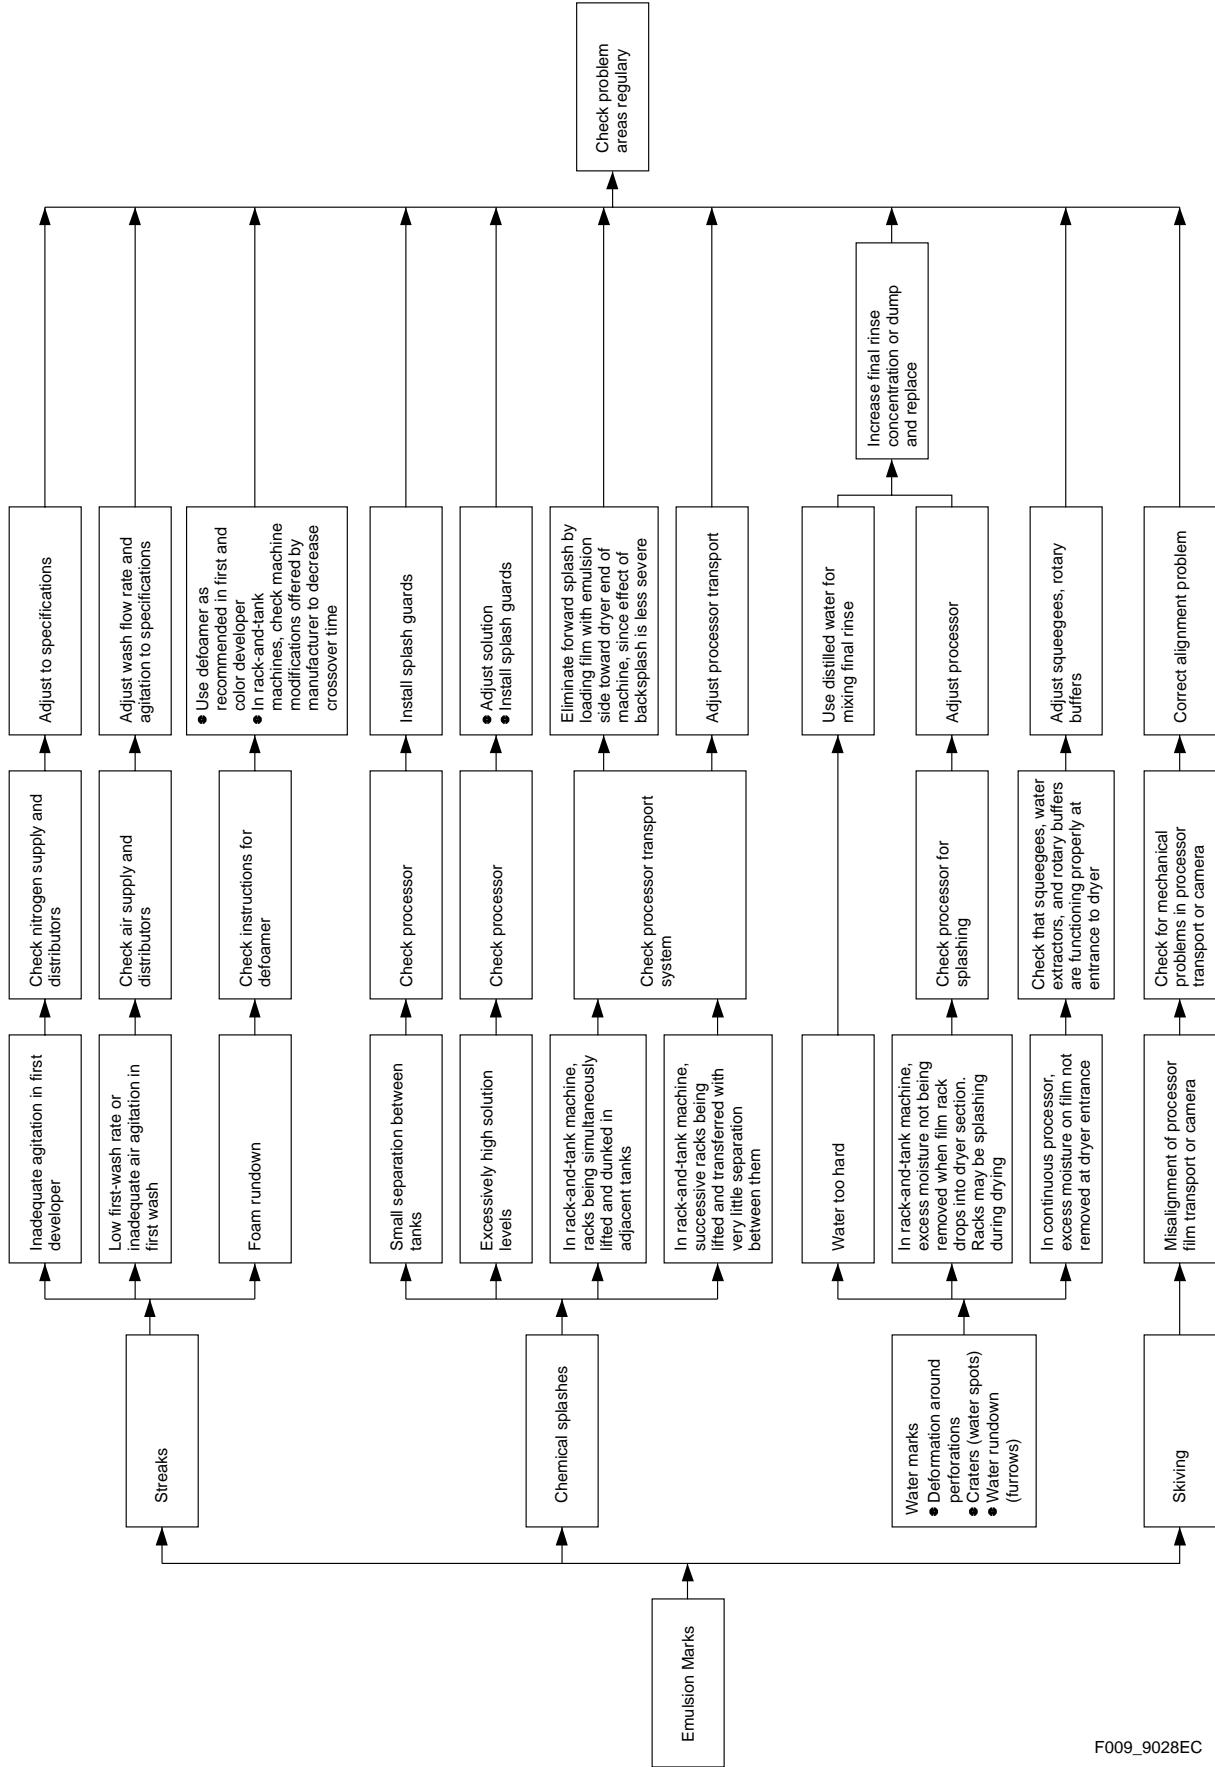 Emulsion Marks
Streaks
Chemical splashes
Water marks
● Deformation around
perforations
● Craters (water spots)
● Water rundown
(furrows)
Skiving
Inadequate agitation in first
developer
Low first-wash rate or
inadequate air agitation in
first wash
Foam rundown
Small separation between
tanks
Excessively high solution
levels
In rack-and-tank machine,
racks being simultaneously
lifted and dunked in
adjacent tanks
In rack-and-tank machine,
successive racks being
lifted and transferred with
very little separation
between them
Water too hard
In rack-and-tank machine,
excess moisture not being
removed when film rack
drops into dryer section.
Racks may be splashing
during drying
In continuous processor,
excess moisture on film not
removed at dryer entrance
Misalignment of processor
film transport or camera
Check nitrogen supply and
distributors
Check air supply and
distributors
Check instructions for
defoamer
Check processor
Check processor
Check processor transport
system
Check processor for
splashing
Check that squeegees, water
extractors, and rotary buffers
are functioning properly at
entrance to dryer
Check for mechanical
problems in processor
transport or camera
Adjust to specifications
Adjust wash flow rate and
agitation to specifications
● Use defoamer as
recommended in first and
color developer
● In rack-and-tank
machines, check machine
modifications offered by
manufacturer to decrease
crossover time
Install splash guards
● Adjust solution
● Install splash guards
Eliminate forward splash by
loading film with emulsion
side toward dryer end of
machine, since effect of
backsplash is less severe
Adjust processor transport
Use distilled water for
mixing final rinse
Adjust processor
Adjust squeegees, rotary
buffers
Correct alignment problem
Increase final rinse
concentration or dump
and replace
Check problem
areas regulary
F009_9028EC